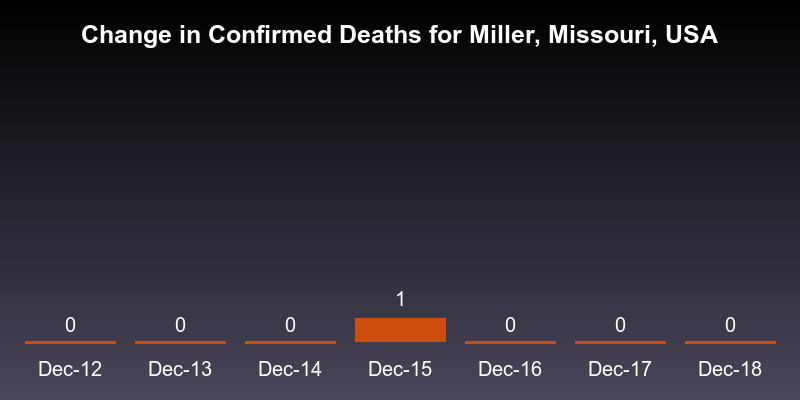 Change in Confirmed Deaths for Miller, Missouri, USA
1
0 0 0 0 0 0
Dec-12 Dec-13 Dec-14 Dec-15 Dec-16 Dec-17 Dec-18